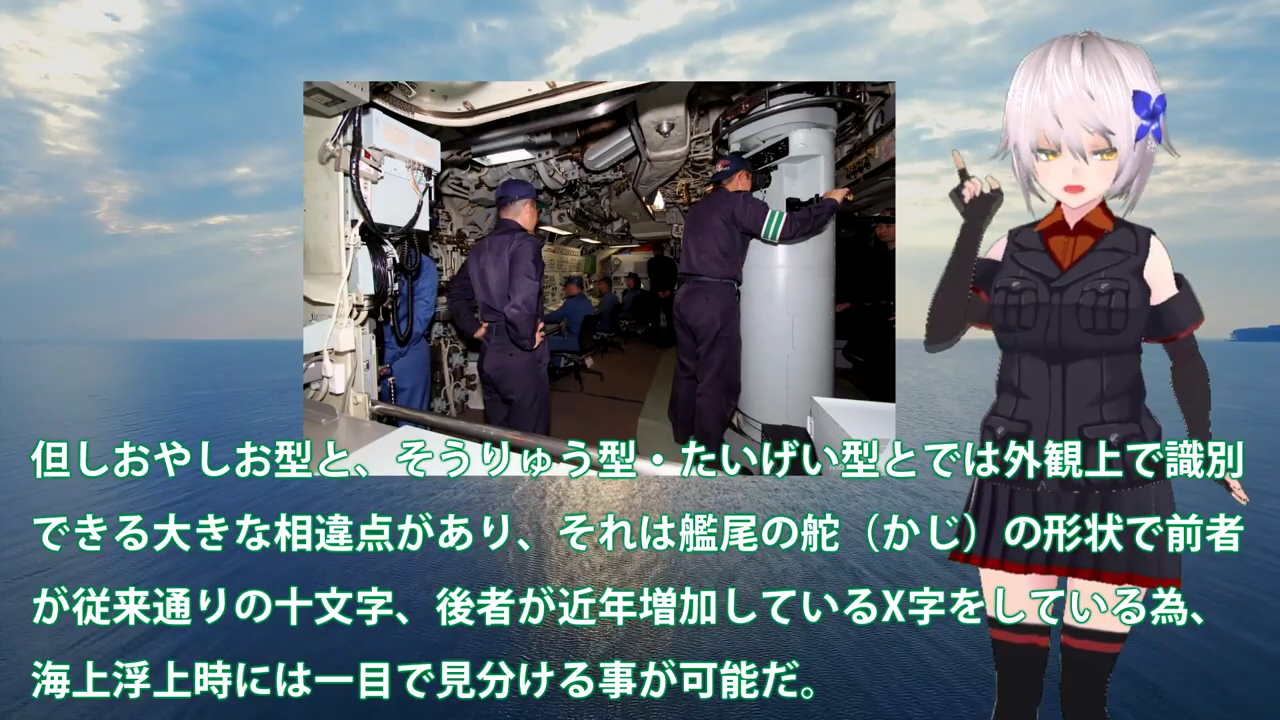 但しおやしお型と、そうりゅう型・たいげい型とでは外観上で識別
できる大きな相違点があり、それは艦尾の舵（かじ）の形状で前者
が従来通りの十文字、後者が近年増加しているX字をしている為、
海上浮上時には一目で見分ける事が可能だ。